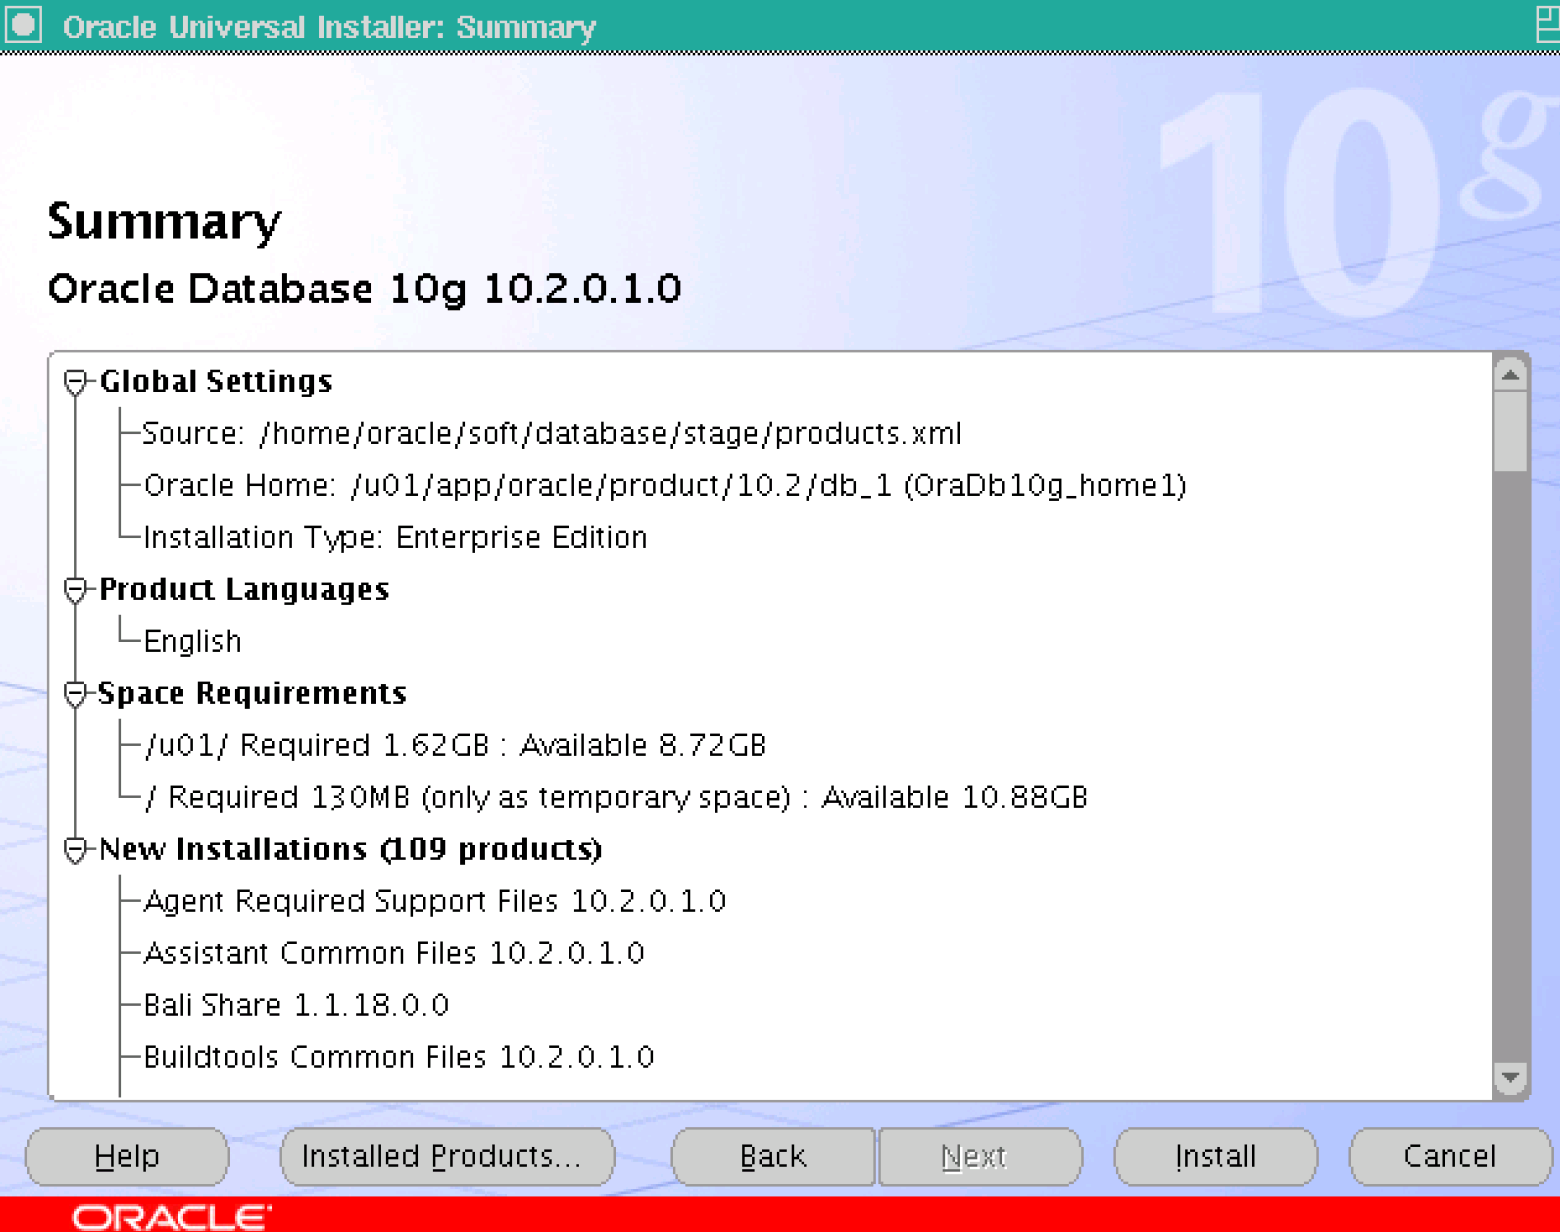 Oracle Universal Installer: Summary
10g
Summary
Oracle Database 10g 10.2.0.1.0
Global Settings
Source: /home/oracle/soft/database/stage/products.xml
Oracle Home: /u01/app/oracle/product/10.2/db_1 (OraDb10g_home1)
Installation Type: Enterprise Edition
Product Languages
English
Space Requirements
/u01/ Required 1.62GB : Available 8.72GB
/ Required 130MB (only as temporary space) : Available 10.88GB
New Installations (109 products)
Agent Required Support Files 10.2.0.1.0
Assistant Common Files 10.2.0.1.0
Bali Share 1.1.18.0.0
Buildtools Common Files 10.2.0.1.0
Help Installed Products... Back Next Install Cancel
ORACLE